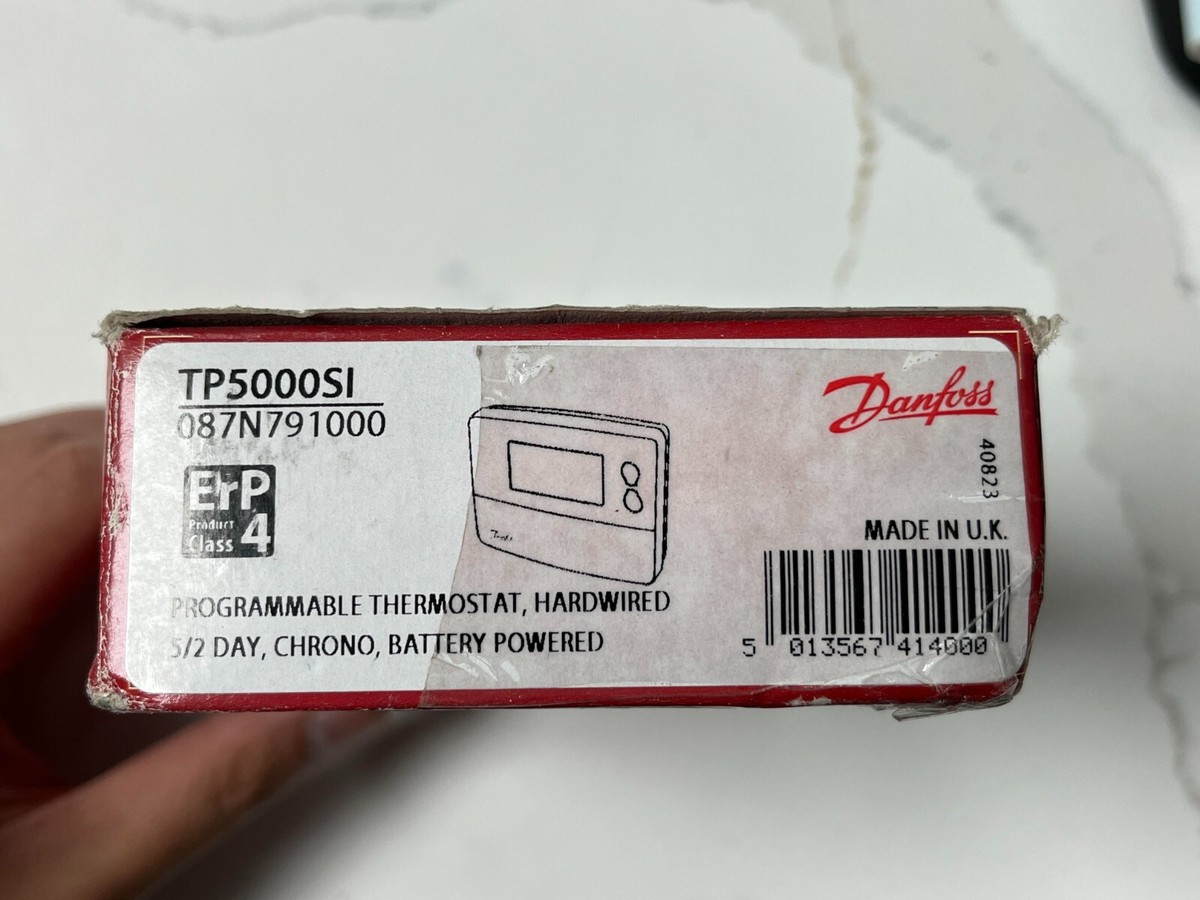 TP5000SI
087N791000
Danfoss
40823
ErP
Product
Class 4
MADE IN U.K.
PROGRAMMABLE THERMOSTAT, HARDWIRED
5/2 DAY, CHRONO, BATTERY POWERED
5 013567 414000